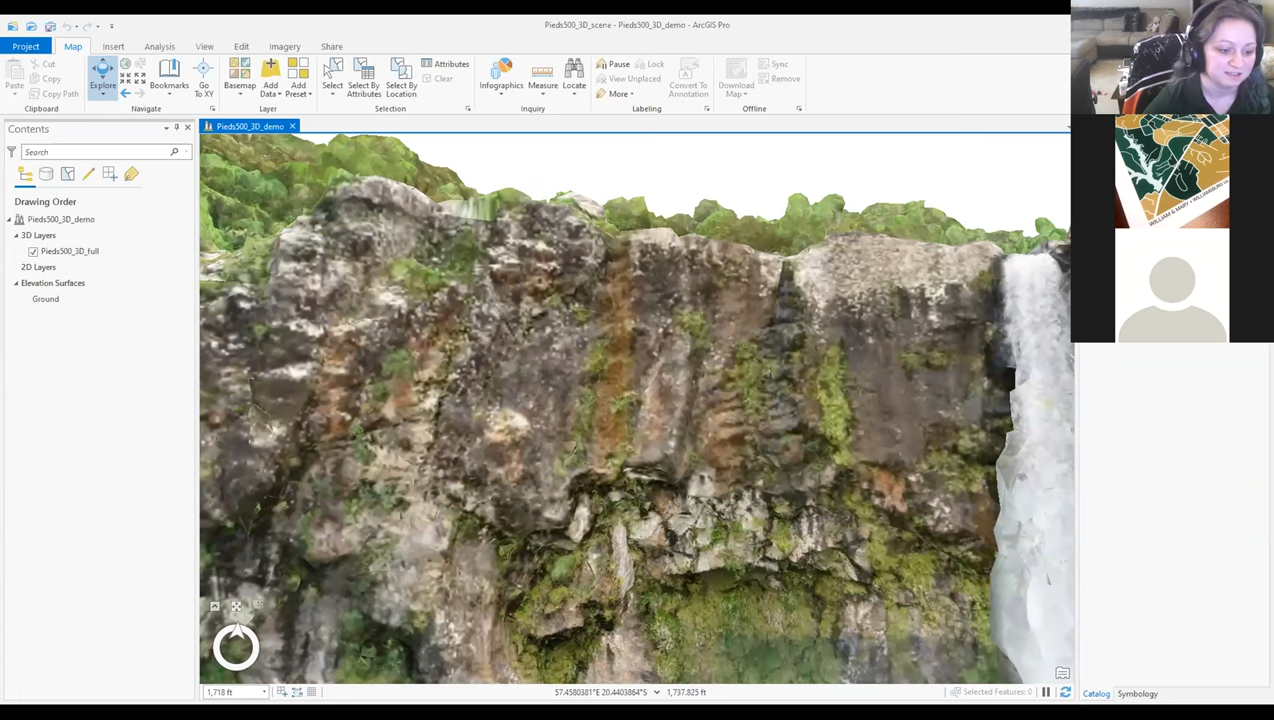 Pieds500_3D_scene - Pieds500_3D_demo - ArcGIS Pro
Project Map Insert Analysis View Edit Imagery Share
Paste
Cut
Copy
Copy Path
Clipboard
Explore
Bookmarks
Go To XY
Navigate
Basemap
Add Data
Add Preset
Layer
Select
Select By Attributes
Select By Location
Attributes
Clear
Selection
Infographics
Measure
Locate
Inquiry
Pause
Lock
View Unplaced
More
Convert To Annotation
Labeling
Download Map
Sync
Remove
Offline
Contents
Search
Drawing Order
Pieds500_3D_demo
3D Layers
Pieds500_3D_full
2D Layers
Elevation Surfaces
Ground
Pieds500_3D_demo
WILLIAM & MARY • WILLIAMSBURG
1,718 ft
57.4580381°E 20.4403864°S
1,737.825 ft
Selected Features: 0
Catalog Symbology